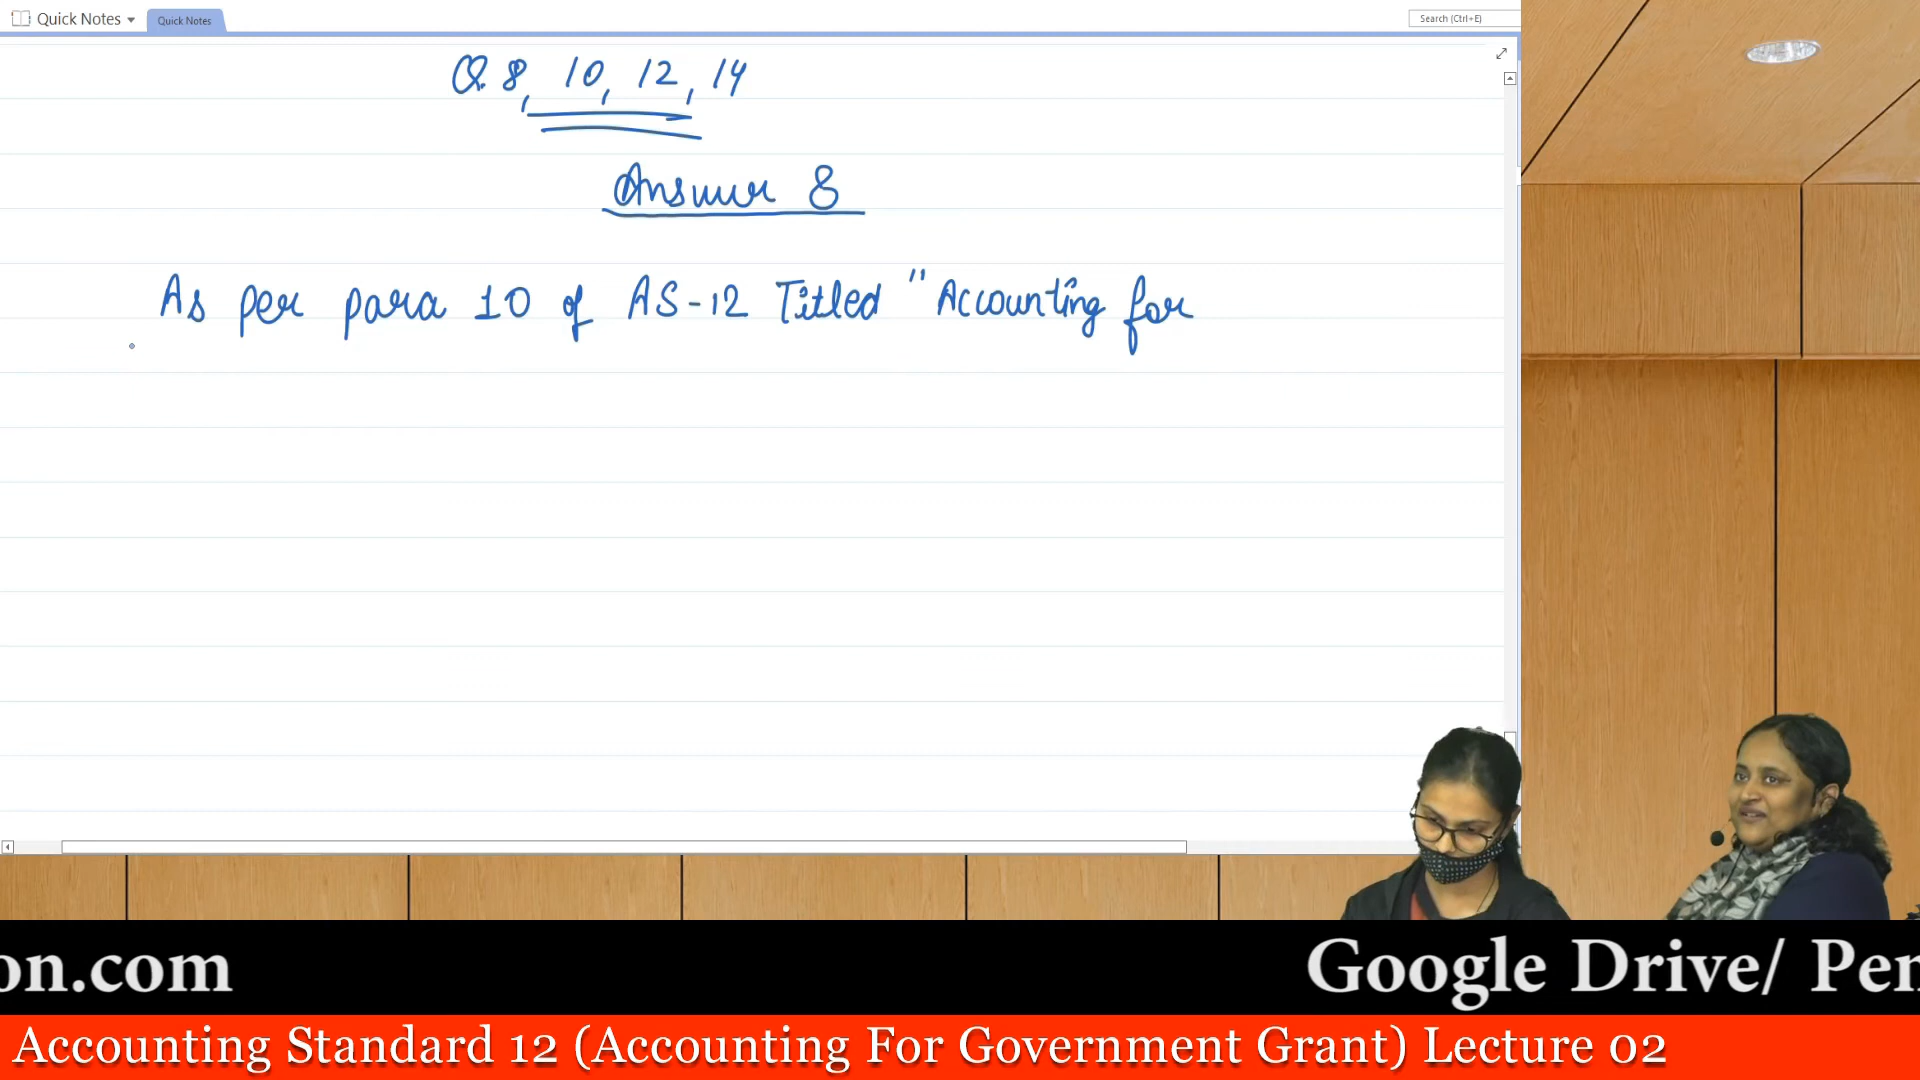 Quick Notes
Quick Notes
Search (Ctrl+E)
Q. 8, 10, 12, 14
Answer 8
As per para 10 of AS-12 Titled "Accounting for
on.com
Google Drive/ Pen
Accounting Standard 12 (Accounting For Government Grant) Lecture 02